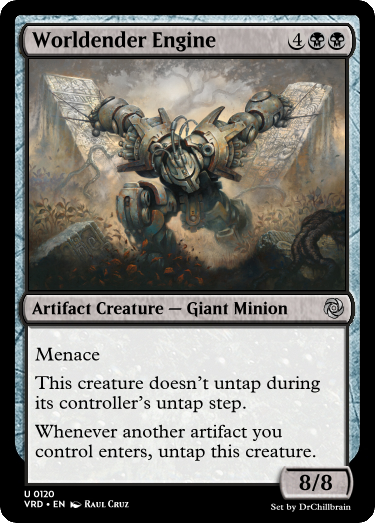 Worldender Engine 4
Artifact Creature — Giant Minion
Menace
This creature doesn't untap during
its controller's untap step.
Whenever another artifact you
control enters, untap this creature.
8/8
U 0120
VRD • EN Raul Cruz
Set by DrChillbrain